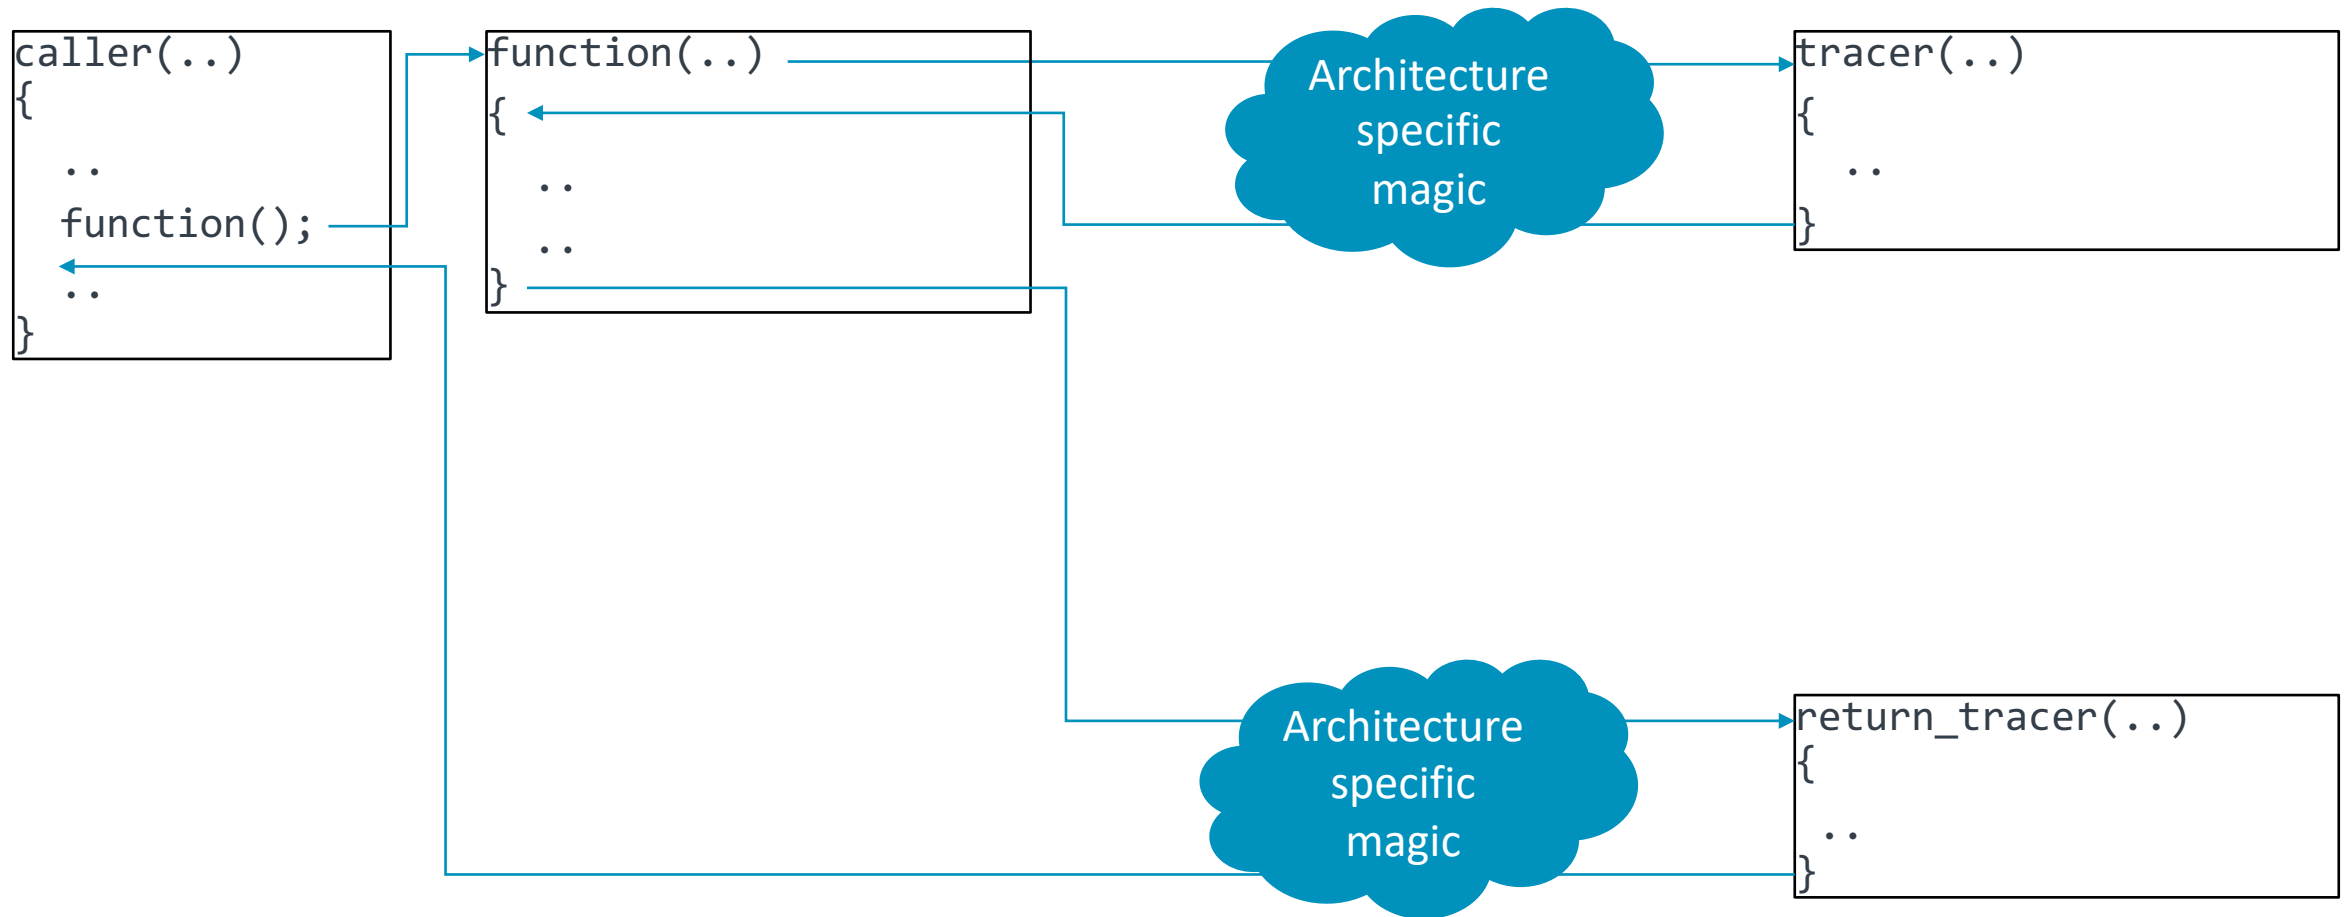 caller(..)
{
..
function();
..
}
function(..)
{
..
..
}
Architecture
specific
magic
tracer(..)
{
..
}
Architecture
specific
magic
return_tracer(..)
{
..
}